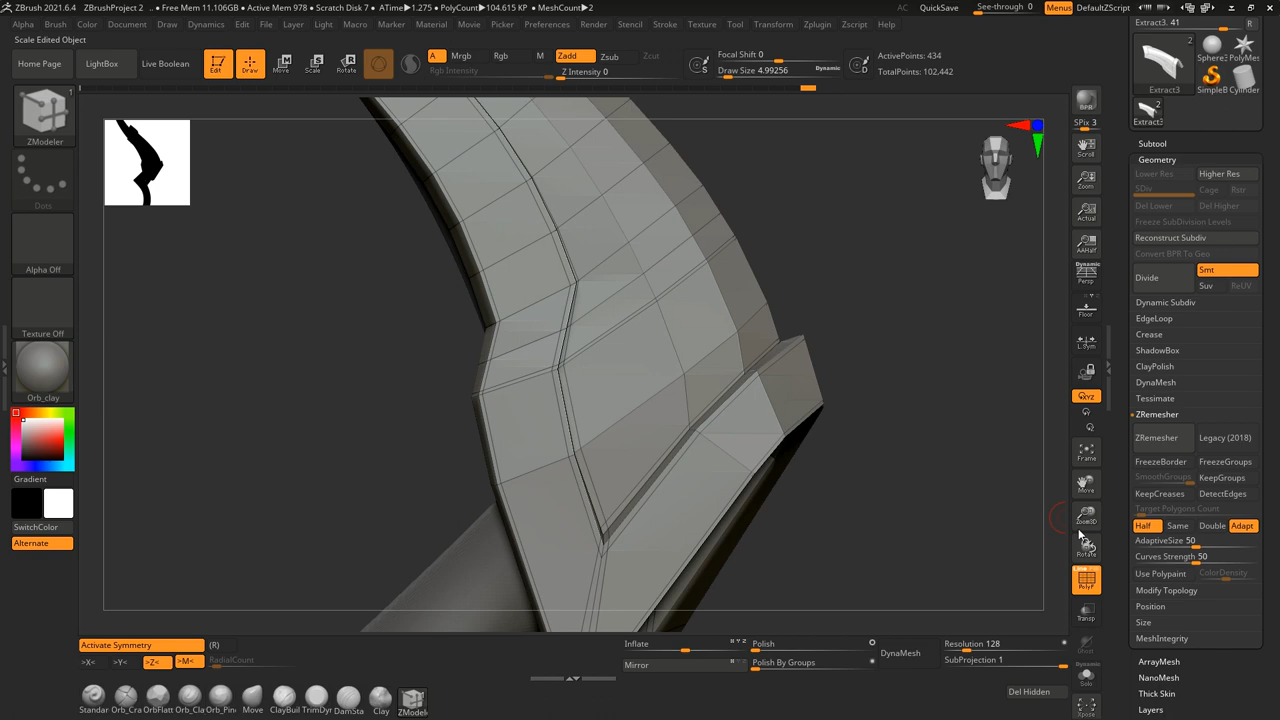 ZBrush 2021.6.4
ZBrushProject 2
.. • Free Mem 11.106GB • Active Mem 978 • Scratch Disk 7 • ATime▶1.275 • PolyCount▶104.615 KP • MeshCount▶2
AC
QuickSave
See-through 0
Menus
DefaultZScript
Alpha
Brush
Color
Document
Draw
Dynamics
Edit
File
Layer
Light
Macro
Marker
Material
Movie
Picker
Preferences
Render
Stencil
Stroke
Texture
Tool
Transform
Zplugin
Zscript
Help
Scale Edited Object
Home Page
LightBox
Live Boolean
Edit
Draw
Move
Scale
Rotate
A
Mrgb
Rgb
M
Rgb Intensity
Zadd
Zsub
Zcut
Z Intensity 0
S
Focal Shift 0
Draw Size 4.99256
Dynamic
D
ActivePoints: 434
TotalPoints: 102,442
1
ZModeler
Dots
Alpha Off
Texture Off
Orb_clay
Gradient
SwitchColor
Alternate
BPR
SPix 3
Scroll
Zoom
Actual
AAHalf
Dynamic
Persp
Floor
L.Sym
XYZ
Frame
Move
Zoom3D
Rotate
Line Fill
PolyF
Transp
Ghost
Dynamic
Solo
Xpose
Extract3. 41
R
2
Extract3
Sphere3
PolyMes
SimpleB
Cylinder
2
Extract3
Subtool
Geometry
Lower Res
Higher Res
SDiv
Cage
Rstr
Del Lower
Del Higher
Freeze SubDivision Levels
Reconstruct Subdiv
Convert BPR To Geo
Divide
Smt
Suv
ReUV
Dynamic Subdiv
EdgeLoop
Crease
ShadowBox
ClayPolish
DynaMesh
Tessimate
ZRemesher
ZRemesher
Legacy (2018)
FreezeBorder
FreezeGroups
SmoothGroups
KeepGroups
KeepCreases
DetectEdges
Target Polygons Count
Half
Same
Double
Adapt
AdaptiveSize 50
Curves Strength 50
Use Polypaint
ColorDensity
Modify Topology
Position
Size
MeshIntegrity
ArrayMesh
NanoMesh
Thick Skin
Layers
Activate Symmetry
(R)
>X<
>Y<
>Z<
>M<
RadialCount
Inflate
Mirror
Polish
Polish By Groups
DynaMesh
Resolution 128
SubProjection 1
Del Hidden
Standar
Orb_Cra
OrbFlatt
Orb_Cla
Orb_Pin
Move
ClayBuil
TrimDyr
DamSta
Clay
ZModel